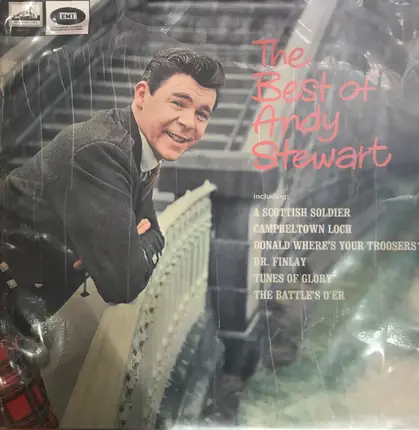 EMI
The
Best of
Andy
Stewart
including:
A SCOTTISH SOLDIER
CAMPBELTOWN LOCH
DONALD WHERE'S YOUR TROOSERS
DR. FINLAY
TUNES OF GLORY
THE BATTLE'S O'ER